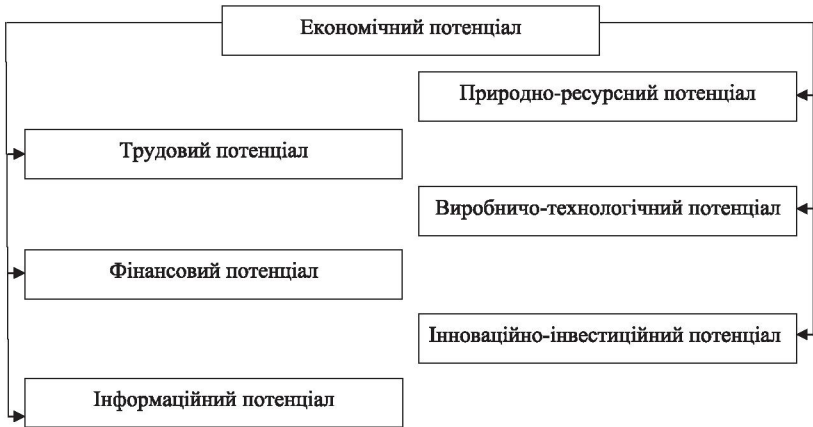 Економічний потенціал
Природно-ресурсний потенціал
Трудовий потенціал
Виробничо-технологічний потенціал
Фінансовий потенціал
Інноваційно-інвестиційний потенціал
Інформаційний потенціал